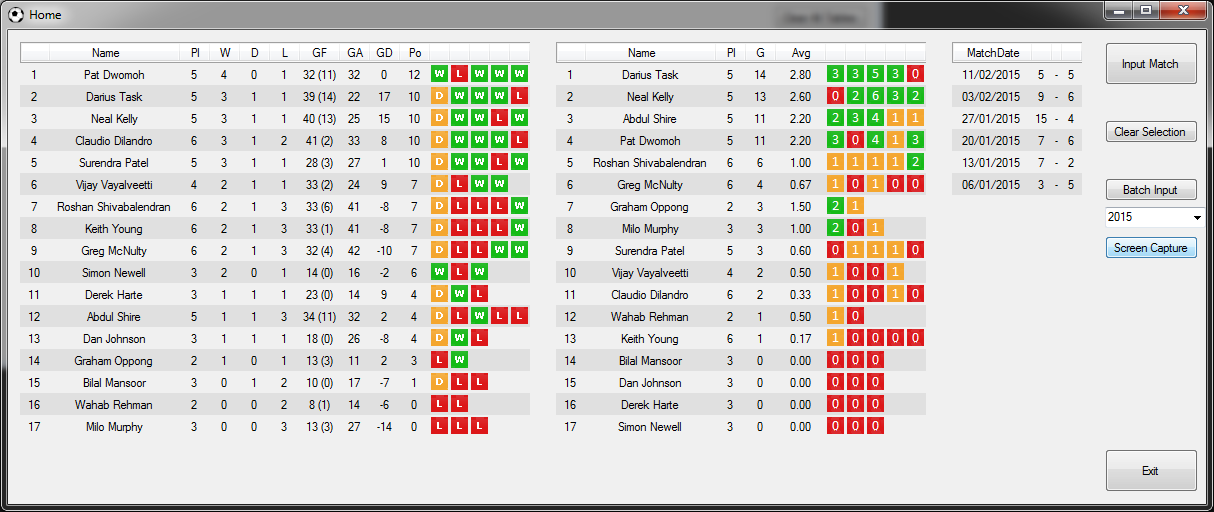 Home
Name Pl W D L GF GA GD Po
1 Pat Dwomoh 5 4 0 1 32 (11) 32 0 12 W L W W W
2 Darius Task 5 3 1 1 39 (14) 22 17 10 D W W W L
3 Neal Kelly 5 3 1 1 40 (13) 25 15 10 D W W L W
4 Claudio Dilandro 6 3 1 2 41 (2) 33 8 10 D W W W L
5 Surendra Patel 5 3 1 1 28 (3) 27 1 10 D W W L W
6 Vijay Vayalveetti 4 2 1 1 33 (2) 24 9 7 D L W W
7 Roshan Shivabalendran 6 2 1 3 33 (6) 41 -8 7 D L L L W
8 Keith Young 6 2 1 3 33 (1) 41 -8 7 D L L L W
9 Greg McNulty 6 2 1 3 32 (4) 42 -10 7 D L L W W
10 Simon Newell 3 2 0 1 14 (0) 16 -2 6 W L W
11 Derek Harte 3 1 1 1 23 (0) 14 9 4 D W L
12 Abdul Shire 5 1 1 3 34 (11) 32 2 4 D L W L L
13 Dan Johnson 3 1 1 1 18 (0) 26 -8 4 D W L
14 Graham Oppong 2 1 0 1 13 (3) 11 2 3 L W
15 Bilal Mansoor 3 0 1 2 10 (0) 17 -7 1 D L L
16 Wahab Rehman 2 0 0 2 8 (1) 14 -6 0 L L
17 Milo Murphy 3 0 0 3 13 (3) 27 -14 0 L L L
Name Pl G Avg
1 Darius Task 5 14 2.80 3 3 5 3 0
2 Neal Kelly 5 13 2.60 0 2 6 3 2
3 Abdul Shire 5 11 2.20 2 3 4 1 1
4 Pat Dwomoh 5 11 2.20 3 0 4 1 3
5 Roshan Shivabalendran 6 6 1.00 1 1 1 1 2
6 Greg McNulty 6 4 0.67 1 0 1 0 0
7 Graham Oppong 2 3 1.50 2 1
8 Milo Murphy 3 3 1.00 2 0 1
9 Surendra Patel 5 3 0.60 0 1 1 1 0
10 Vijay Vayalveetti 4 2 0.50 1 0 0 1
11 Claudio Dilandro 6 2 0.33 1 0 0 1 0
12 Wahab Rehman 2 1 0.50 1 0
13 Keith Young 6 1 0.17 1 0 0 0 0
14 Bilal Mansoor 3 0 0.00 0 0 0
15 Dan Johnson 3 0 0.00 0 0 0
16 Derek Harte 3 0 0.00 0 0 0
17 Simon Newell 3 0 0.00 0 0 0
MatchDate
11/02/2015 5 - 5
03/02/2015 9 - 6
27/01/2015 15 - 4
20/01/2015 7 - 6
13/01/2015 7 - 2
06/01/2015 3 - 5
Input Match
Clear Selection
Batch Input
2015
Screen Capture
Exit